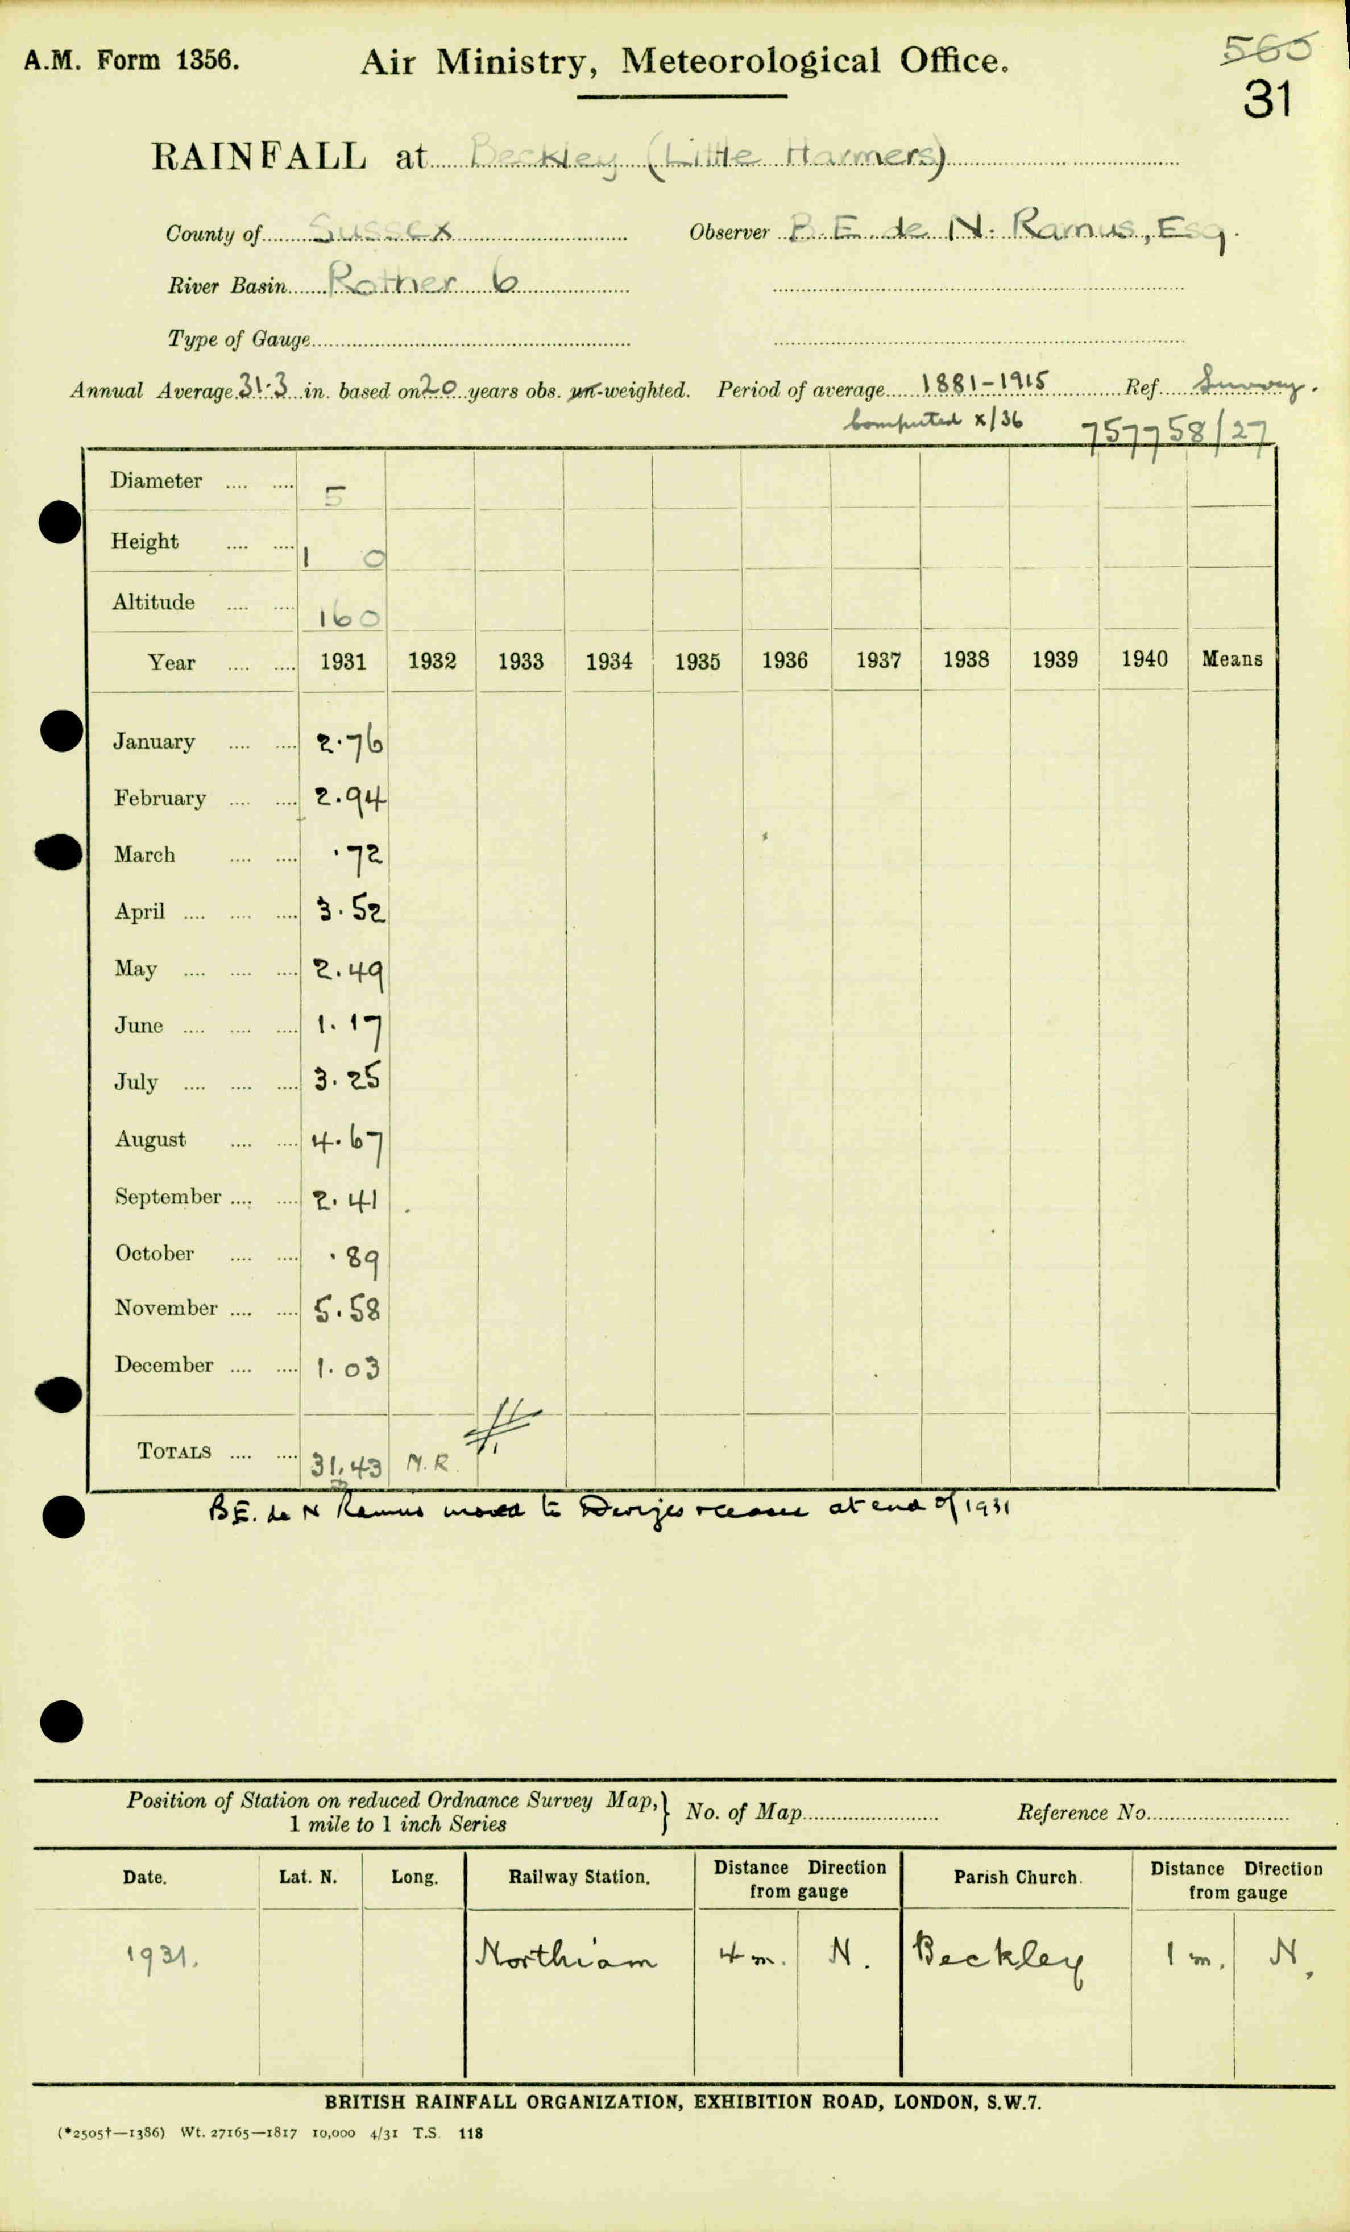 A.M. Form 1356. Air Ministry, Meteorological Office. 560
31
RAINFALL at Beckley (Little Harmers)
County of Sussex Observer B. E. de N. Ramus, Esq.
River Basin Rother 6
Type of Gauge
Annual Average 31.3 in. based on 20 years obs. un-weighted. Period of average 1881-1915 Ref. Survey.
Computed x/36 757758/27
Diameter .... .... 5
Height .... .... 1 0
Altitude .... .... 160
Year .... .... 1931 1932 1933 1934 1935 1936 1937 1938 1939 1940 Means
January .... .... 2.76
February .... .... 2.94
March .... .... .72
April .... .... .... 3.52
May .... .... .... 2.49
June .... .... .... 1.17
July .... .... .... 3.25
August .... .... 4.67
September .... .... 2.41
October .... .... .89
November .... .... 5.58
December .... .... 1.03
TOTALS .... .... 31.43 N.R.
B E. de N Ramus moved to Devizes at end of 1931
Position of Station on reduced Ordnance Survey Map, } No. of Map Reference No.
1 mile to 1 inch Series
Date. Lat. N. Long. Railway Station. Distance Direction from gauge Parish Church. Distance Direction from gauge
1931. Northiam 4 m. N. Beckley 1 m. N.
BRITISH RAINFALL ORGANIZATION, EXHIBITION ROAD, LONDON, S.W.7.
(*2505†—1386) Wt. 27165—1817 10,000 4/31 T.S. 118